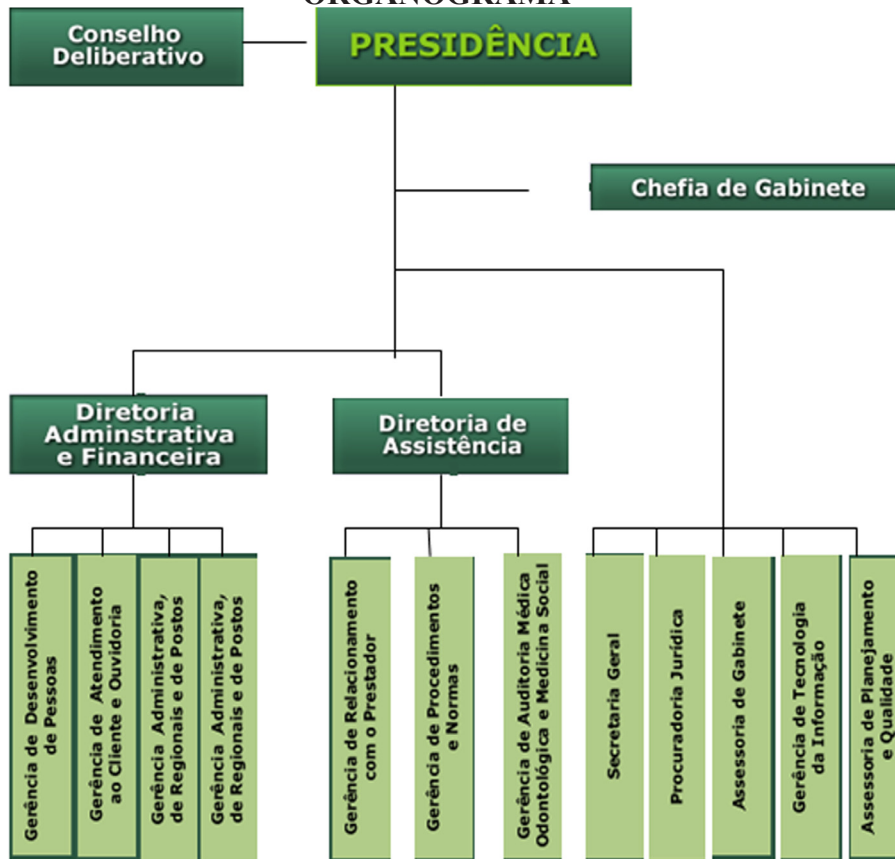 ORGANOGRAMA
Conselho
Deliberativo
PRESIDÊNCIA
Chefia de Gabinete
Diretoria
Adminstrativa
e Financeira
Diretoria de
Assistência
Gerência de Desenvolvimento
de Pessoas
Gerência de Atendimento
ao Cliente e Ouvidoria
Gerência Administrativa,
de Regionais e de Postos
Gerência Administrativa,
de Regionais e de Postos
Gerência de Relacionamento
com o Prestador
Gerência de Procedimentos
e Normas
Gerência de Auditoria Médica
Odontológica e Medicina Social
Secretaria Geral
Procuradoria Jurídica
Assessoria de Gabinete
Gerência de Tecnologia
da Informação
Assessoria de Planejamento
e Qualidade